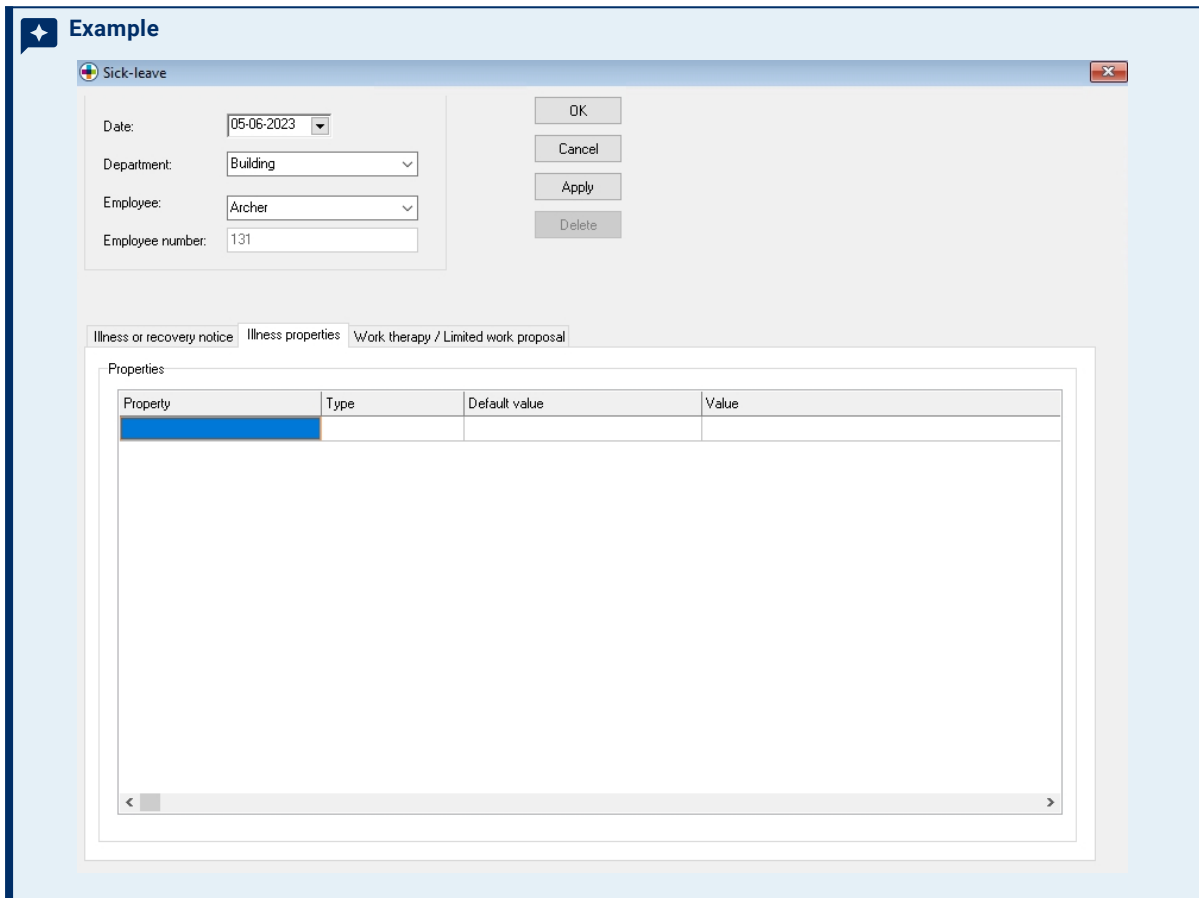 Example
Sick-leave
Date: 05-06-2023
OK
Department: Building
Cancel
Employee: Archer
Apply
Employee number: 131
Delete
Illness or recovery notice Illness properties Work therapy / Limited work proposal
Properties
Property Type Default value Value